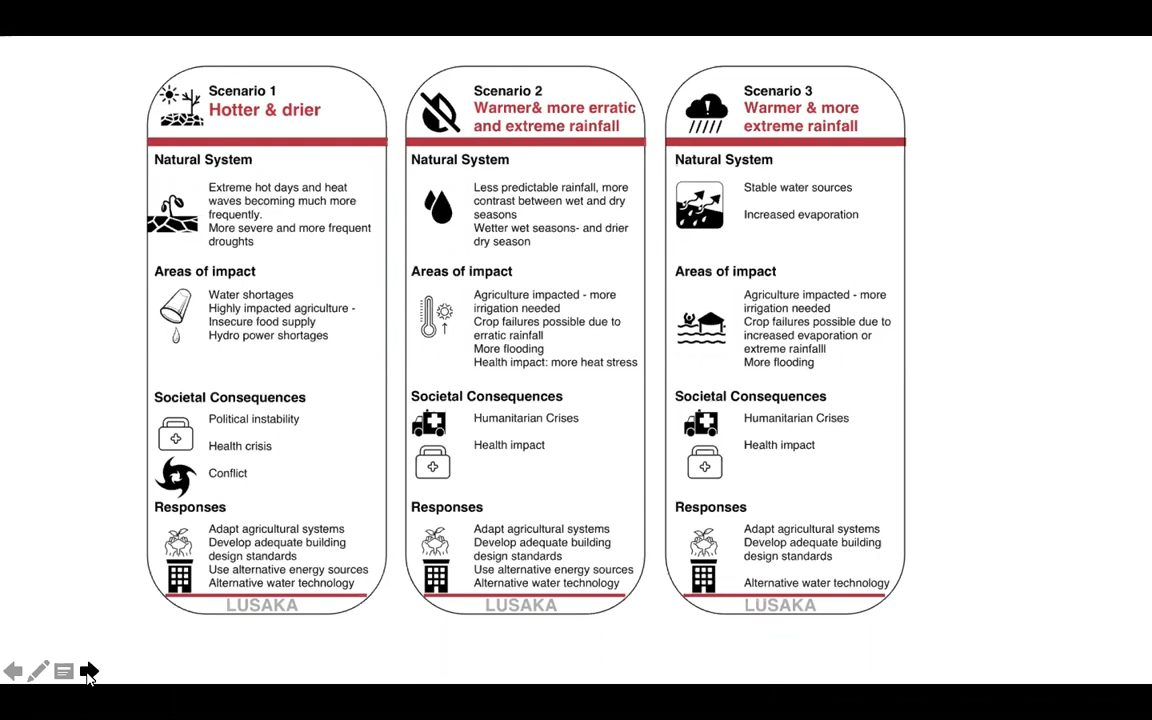 Scenario 1
Hotter & drier
Natural System
Extreme hot days and heat
waves becoming much more
frequently.
More severe and more frequent
droughts
Areas of impact
Water shortages
Highly impacted agriculture -
Insecure food supply
Hydro power shortages
Societal Consequences
Political instability
Health crisis
Conflict
Responses
Adapt agricultural systems
Develop adequate building
design standards
Use alternative energy sources
Alternative water technology
LUSAKA
Scenario 2
Warmer& more erratic
and extreme rainfall
Natural System
Less predictable rainfall, more
contrast between wet and dry
seasons
Wetter wet seasons- and drier
dry season
Areas of impact
Agriculture impacted - more
irrigation needed
Crop failures possible due to
erratic rainfall
More flooding
Health impact: more heat stress
Societal Consequences
Humanitarian Crises
Health impact
Responses
Adapt agricultural systems
Develop adequate building
design standards
Use alternative energy sources
Alternative water technology
LUSAKA
Scenario 3
Warmer & more
extreme rainfall
Natural System
Stable water sources
Increased evaporation
Areas of impact
Agriculture impacted - more
irrigation needed
Crop failures possible due to
increased evaporation or
extreme rainfalll
More flooding
Societal Consequences
Humanitarian Crises
Health impact
Responses
Adapt agricultural systems
Develop adequate building
design standards
Alternative water technology
LUSAKA